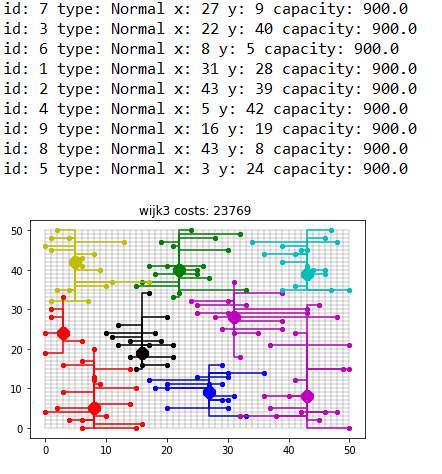 id: 7 type: Normal x: 27 y: 9 capacity: 900.0
id: 3 type: Normal x: 22 y: 40 capacity: 900.0
id: 6 type: Normal x: 8 y: 5 capacity: 900.0
id: 1 type: Normal x: 31 y: 28 capacity: 900.0
id: 2 type: Normal x: 43 y: 39 capacity: 900.0
id: 4 type: Normal x: 5 y: 42 capacity: 900.0
id: 9 type: Normal x: 16 y: 19 capacity: 900.0
id: 8 type: Normal x: 43 y: 8 capacity: 900.0
id: 5 type: Normal x: 3 y: 24 capacity: 900.0
wijk3 costs: 23769
50
40
30
20
10
0
0 10 20 30 40 50